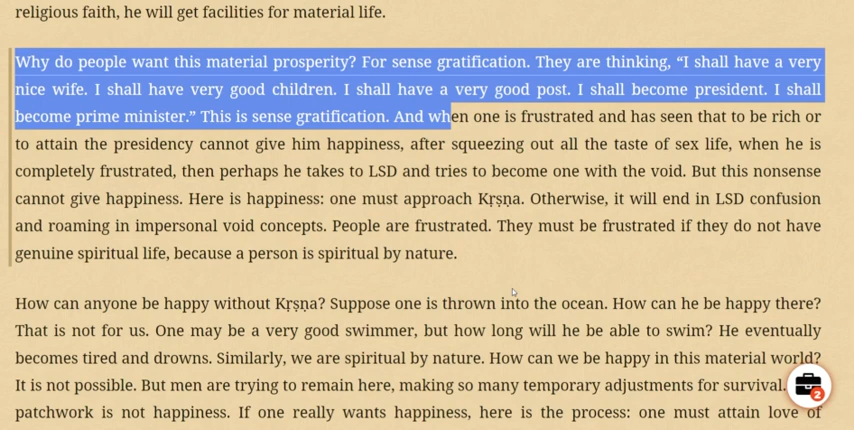 religious faith, he will get facilities for material life.
Why do people want this material prosperity? For sense gratification. They are thinking, “I shall have a very
nice wife. I shall have very good children. I shall have a very good post. I shall become president. I shall
become prime minister.” This is sense gratification. And when one is frustrated and has seen that to be rich or
to attain the presidency cannot give him happiness, after squeezing out all the taste of sex life, when he is
completely frustrated, then perhaps he takes to LSD and tries to become one with the void. But this nonsense
cannot give happiness. Here is happiness: one must approach Kṛṣṇa. Otherwise, it will end in LSD confusion
and roaming in impersonal void concepts. People are frustrated. They must be frustrated if they do not have
genuine spiritual life, because a person is spiritual by nature.
How can anyone be happy without Kṛṣṇa? Suppose one is thrown into the ocean. How can he be happy there?
That is not for us. One may be a very good swimmer, but how long will he be able to swim? He eventually
becomes tired and drowns. Similarly, we are spiritual by nature. How can we be happy in this material world?
It is not possible. But men are trying to remain here, making so many temporary adjustments for survival.
patchwork is not happiness. If one really wants happiness, here is the process: one must attain love of
2